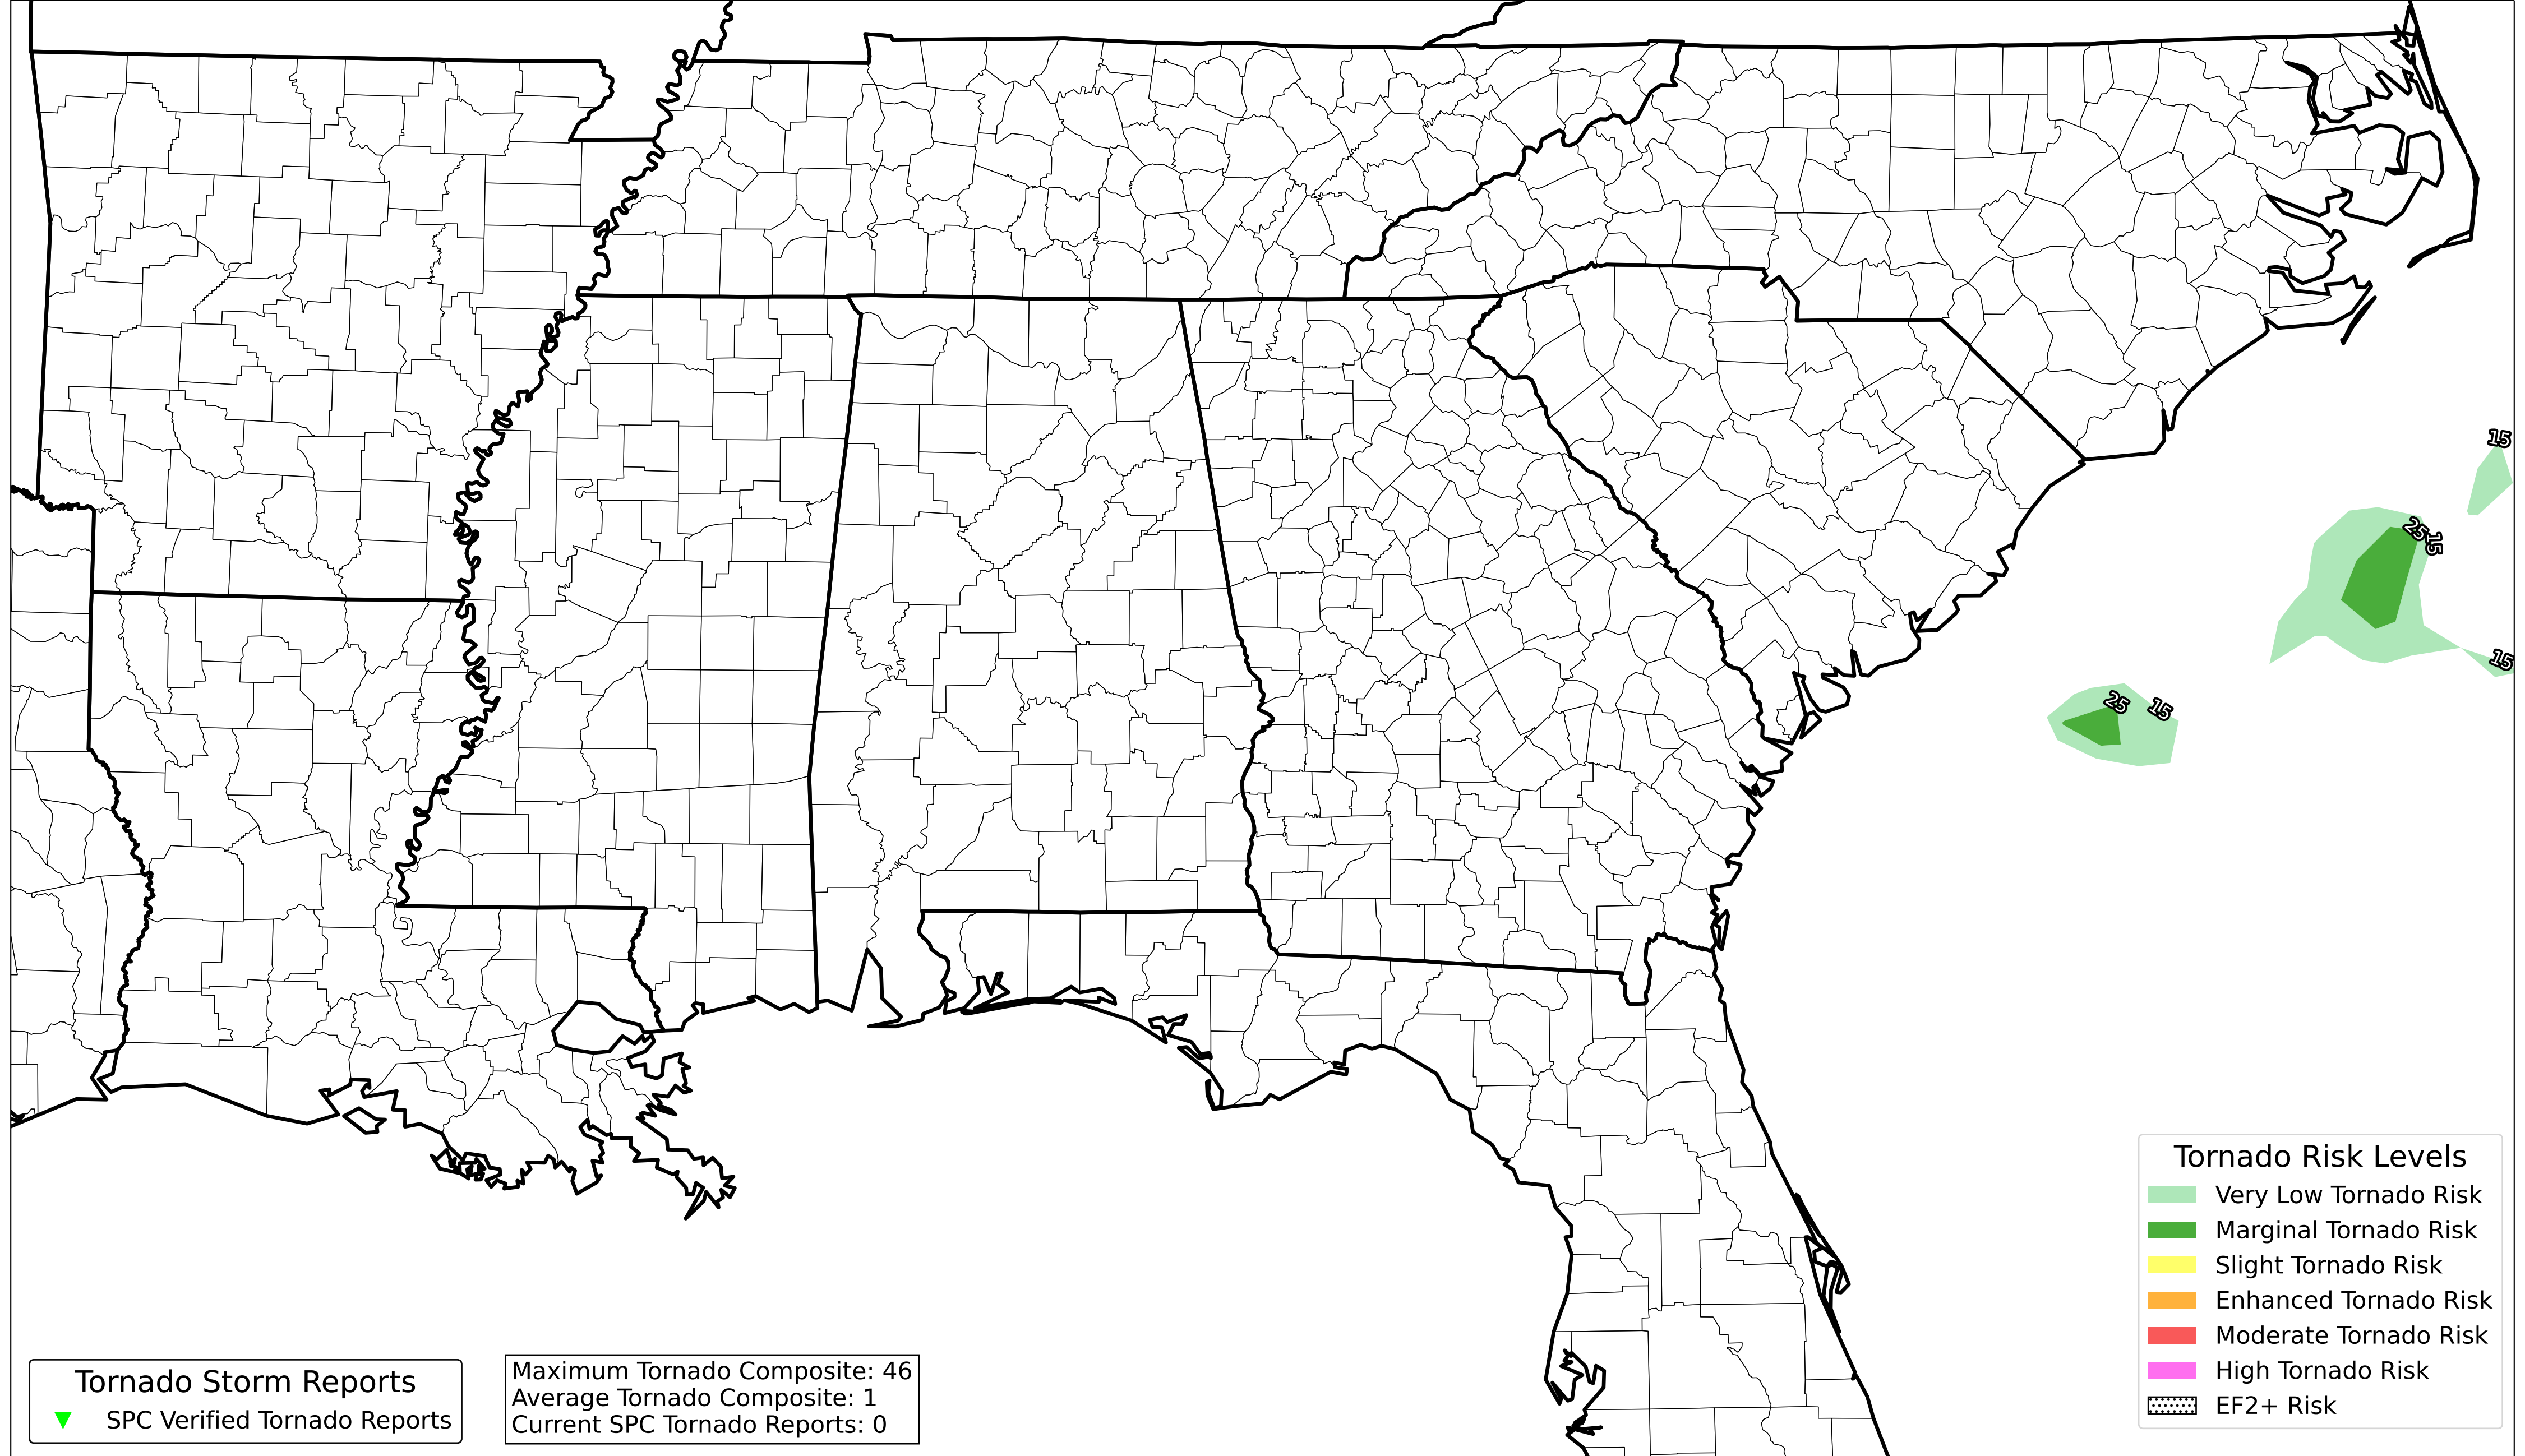 15
25
15
15
25
15
Tornado Risk Levels
Very Low Tornado Risk
Marginal Tornado Risk
Slight Tornado Risk
Enhanced Tornado Risk
Moderate Tornado Risk
High Tornado Risk
EF2+ Risk
Tornado Storm Reports
SPC Verified Tornado Reports
Maximum Tornado Composite: 46
Average Tornado Composite: 1
Current SPC Tornado Reports: 0